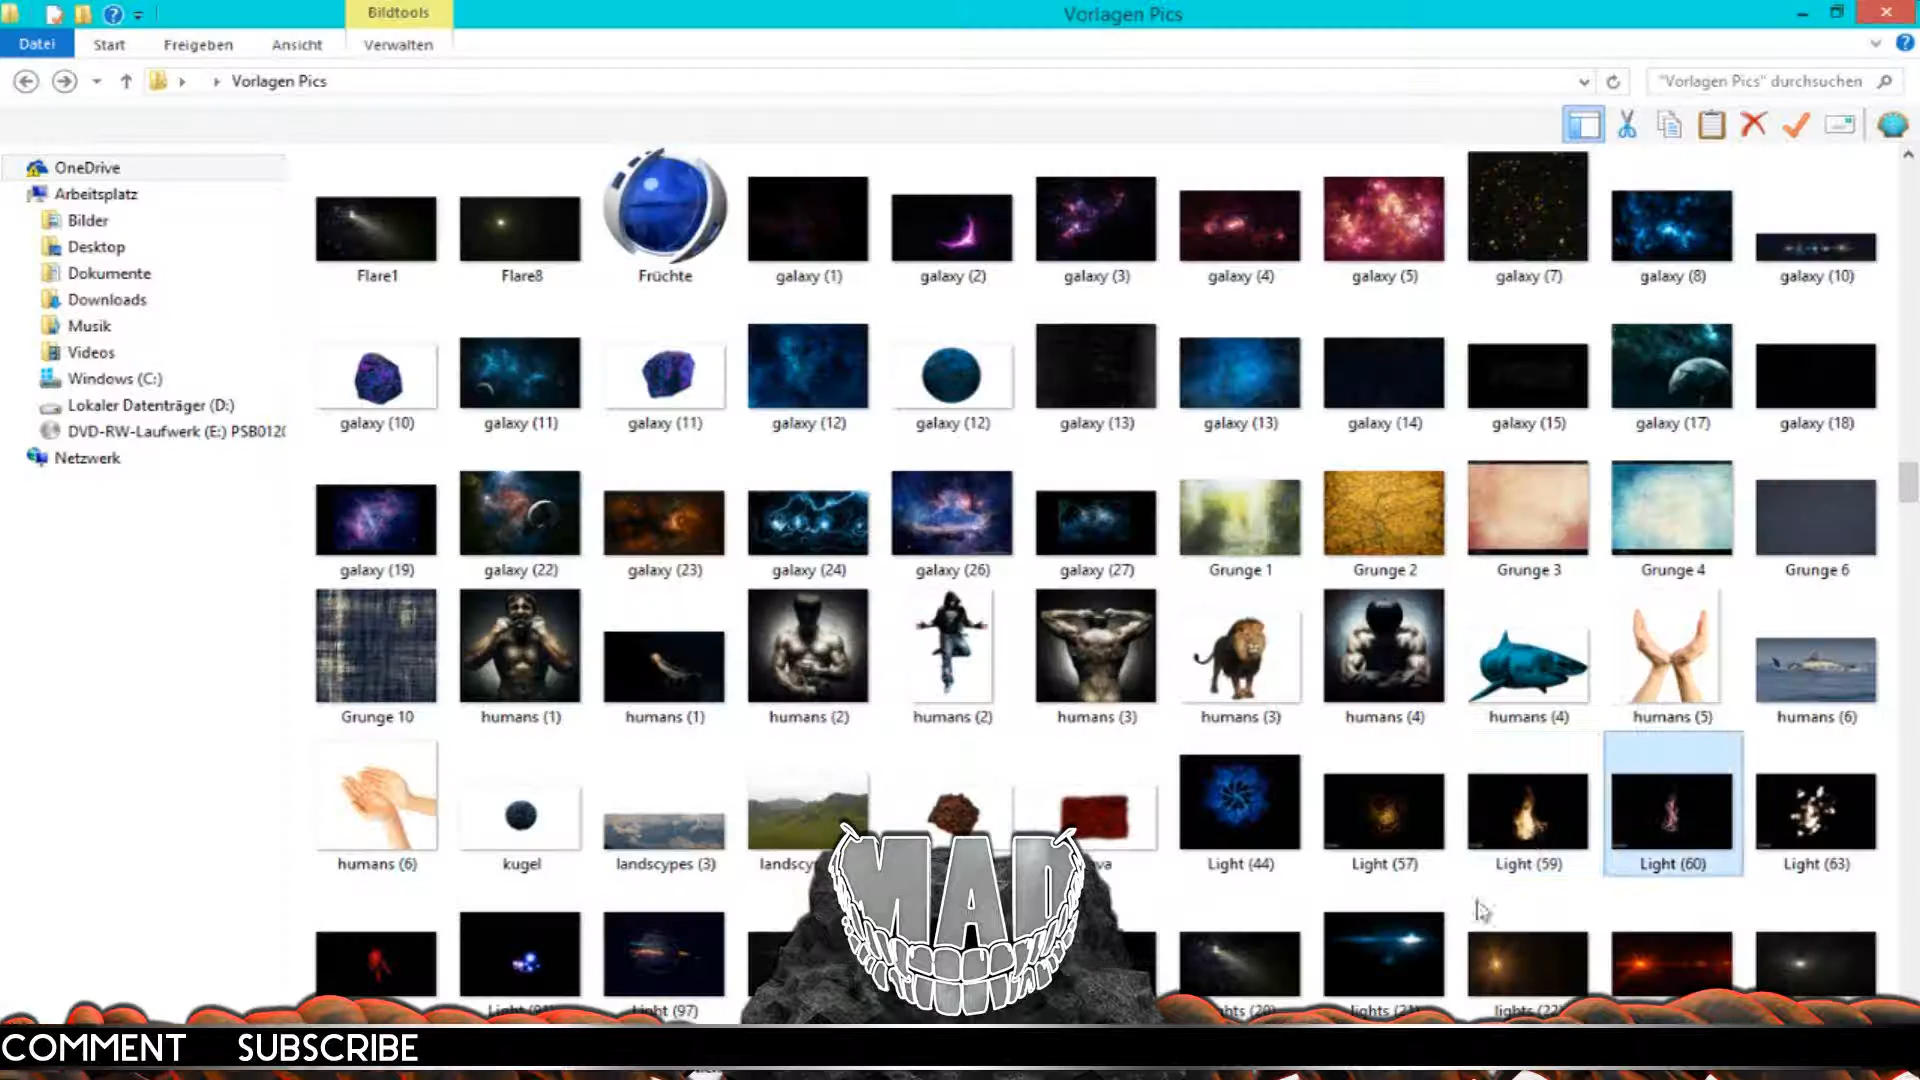 Bildtools
Vorlagen Pics
Datei
Start
Freigeben
Ansicht
Verwalten
Vorlagen Pics
"Vorlagen Pics" durchsuchen
OneDrive
Arbeitsplatz
Bilder
Desktop
Dokumente
Downloads
Musik
Videos
Windows (C:)
Lokaler Datenträger (D:)
DVD-RW-Laufwerk (E:) PSB012
Netzwerk
Flare1
Flare8
Früchte
galaxy (1)
galaxy (2)
galaxy (3)
galaxy (4)
galaxy (5)
galaxy (7)
galaxy (8)
galaxy (10)
galaxy (10)
galaxy (11)
galaxy (11)
galaxy (12)
galaxy (12)
galaxy (13)
galaxy (13)
galaxy (14)
galaxy (15)
galaxy (17)
galaxy (18)
galaxy (19)
galaxy (22)
galaxy (23)
galaxy (24)
galaxy (26)
galaxy (27)
Grunge 1
Grunge 2
Grunge 3
Grunge 4
Grunge 6
Grunge 10
humans (1)
humans (1)
humans (2)
humans (2)
humans (3)
humans (3)
humans (4)
humans (4)
humans (5)
humans (6)
humans (6)
kugel
landscypes (3)
Light (44)
Light (57)
Light (59)
Light (60)
Light (63)
Light (97)
MAD
COMMENT SUBSCRIBE